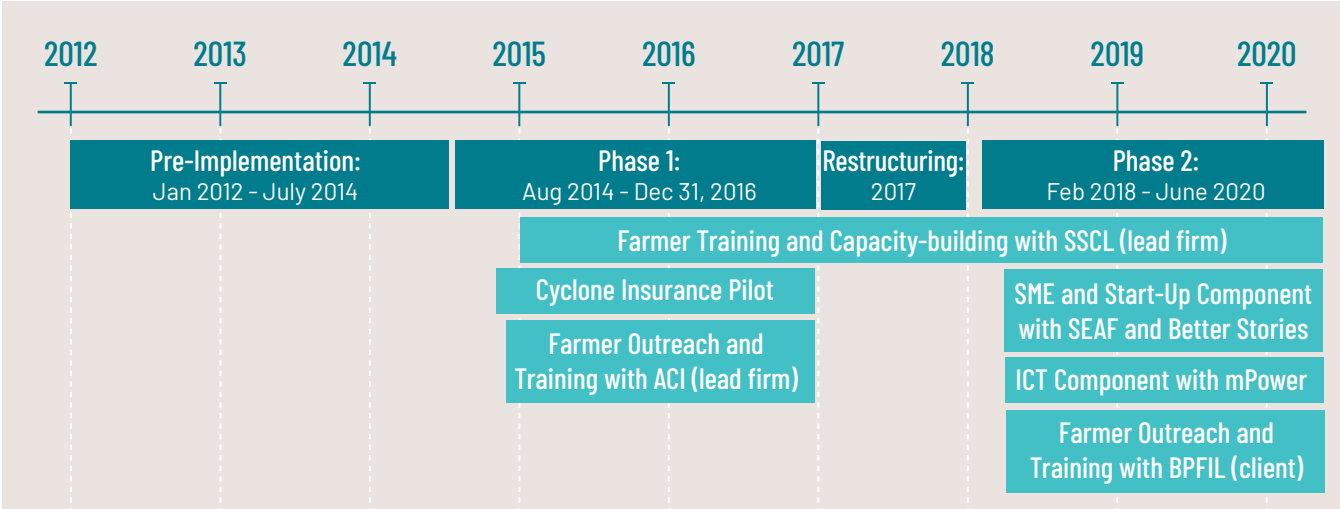 2012 2013 2014 2015 2016 2017 2018 2019 2020
Pre-Implementation:
Jan 2012 - July 2014
Phase 1:
Aug 2014 - Dec 31, 2016
Restructuring:
2017
Phase 2:
Feb 2018 - June 2020
Farmer Training and Capacity-building with SSCL (lead firm)
Cyclone Insurance Pilot
Farmer Outreach and
Training with ACI (lead firm)
SME and Start-Up Component
with SEAF and Better Stories
ICT Component with mPower
Farmer Outreach and
Training with BPFIL (client)